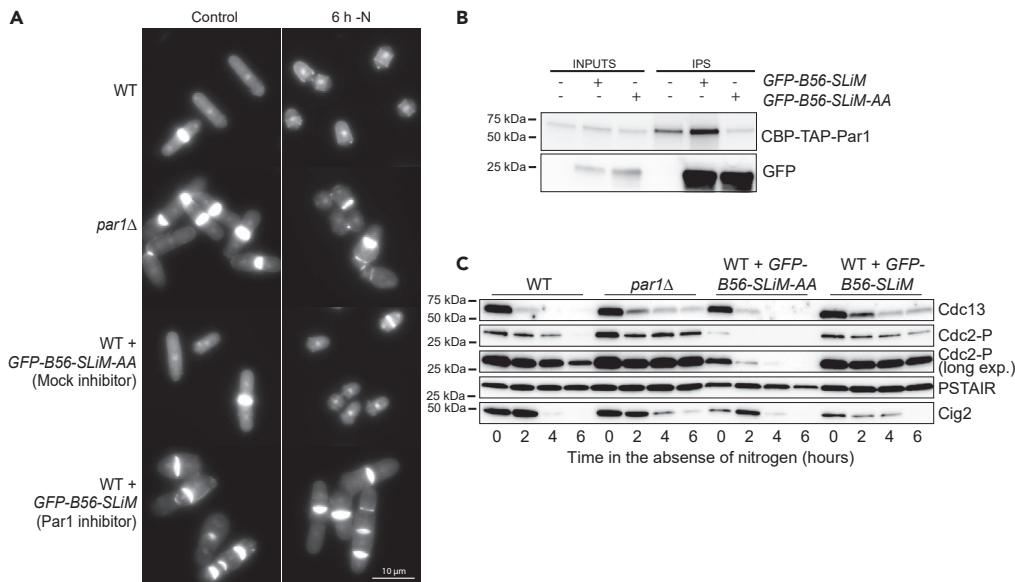 A
Control
6 h -N
WT
par1Δ
WT +
GFP-B56-SLiM-AA
(Mock inhibitor)
WT +
GFP-B56-SLiM
(Par1 inhibitor)
10 µm
B
INPUTS
IPS
- + - - + - GFP-B56-SLiM
- - + - - + GFP-B56-SLiM-AA
75 kDa
50 kDa
CBP-TAP-Par1
25 kDa
GFP
C
WT
par1Δ
WT + GFP-
B56-SLiM-AA
WT + GFP-
B56-SLiM
75 kDa
50 kDa
Cdc13
25 kDa
Cdc2-P
25 kDa
Cdc2-P
(long exp.)
25 kDa
PSTAIR
50 kDa
Cig2
0 2 4 6 0 2 4 6 0 2 4 6 0 2 4 6
Time in the absense of nitrogen (hours)